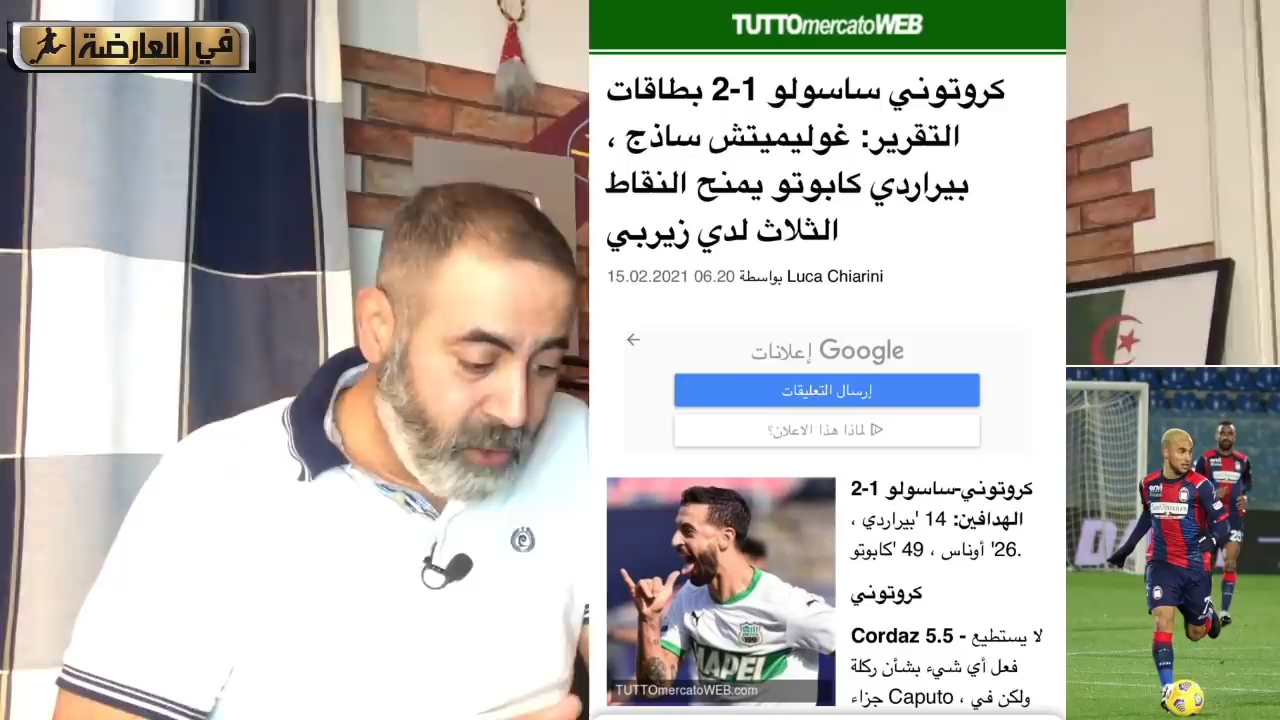 في العارضة
TUTTOmercatoWEB
كروتوني ساسولو 1-2 بطاقات
التقرير: غوليميتش ساذج ،
بيراردي كابوتو يمنح النقاط
الثلاث لدي زيربي
15.02.2021 06.20 بواسطة Luca Chiarini
إعلانات Google
إرسال التعليقات
لماذا هذا الاعلان؟
كروتوني-ساسولو 1-2
الهدافين: 14 'بيراردي ،
26' أوناس ، 49 'كابوتو.
كروتوني
Cordaz 5.5 - لا يستطيع
فعل أي شيء بشأن ركلة
جزاء Caputo ، ولكن في
TUTTOmercatoWEB.com